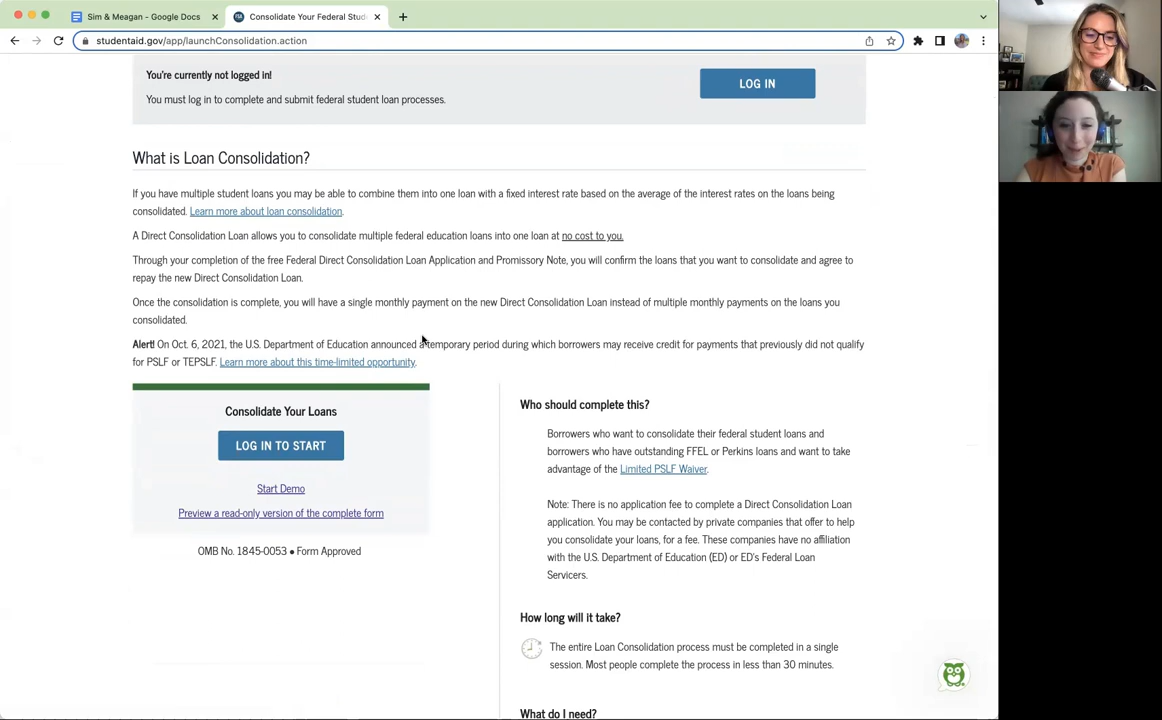 Sim & Meagan - Google Docs
Consolidate Your Federal Stud
studentaid.gov/app/launchConsolidation.action
You're currently not logged in!
You must log in to complete and submit federal student loan processes.
LOG IN
What is Loan Consolidation?
If you have multiple student loans you may be able to combine them into one loan with a fixed interest rate based on the average of the interest rates on the loans being
consolidated. Learn more about loan consolidation.
A Direct Consolidation Loan allows you to consolidate multiple federal education loans into one loan at no cost to you.
Through your completion of the free Federal Direct Consolidation Loan Application and Promissory Note, you will confirm the loans that you want to consolidate and agree to
repay the new Direct Consolidation Loan.
Once the consolidation is complete, you will have a single monthly payment on the new Direct Consolidation Loan instead of multiple monthly payments on the loans you
consolidated.
Alert! On Oct. 6, 2021, the U.S. Department of Education announced a temporary period during which borrowers may receive credit for payments that previously did not qualify
for PSLF or TEPSLF. Learn more about this time-limited opportunity.
Consolidate Your Loans
LOG IN TO START
Start Demo
Preview a read-only version of the complete form
OMB No. 1845-0053 • Form Approved
Who should complete this?
Borrowers who want to consolidate their federal student loans and
borrowers who have outstanding FFEL or Perkins loans and want to take
advantage of the Limited PSLF Waiver.
Note: There is no application fee to complete a Direct Consolidation Loan
application. You may be contacted by private companies that offer to help
you consolidate your loans, for a fee. These companies have no affiliation
with the U.S. Department of Education (ED) or ED's Federal Loan
Servicers.
How long will it take?
The entire Loan Consolidation process must be completed in a single
session. Most people complete the process in less than 30 minutes.
What do I need?